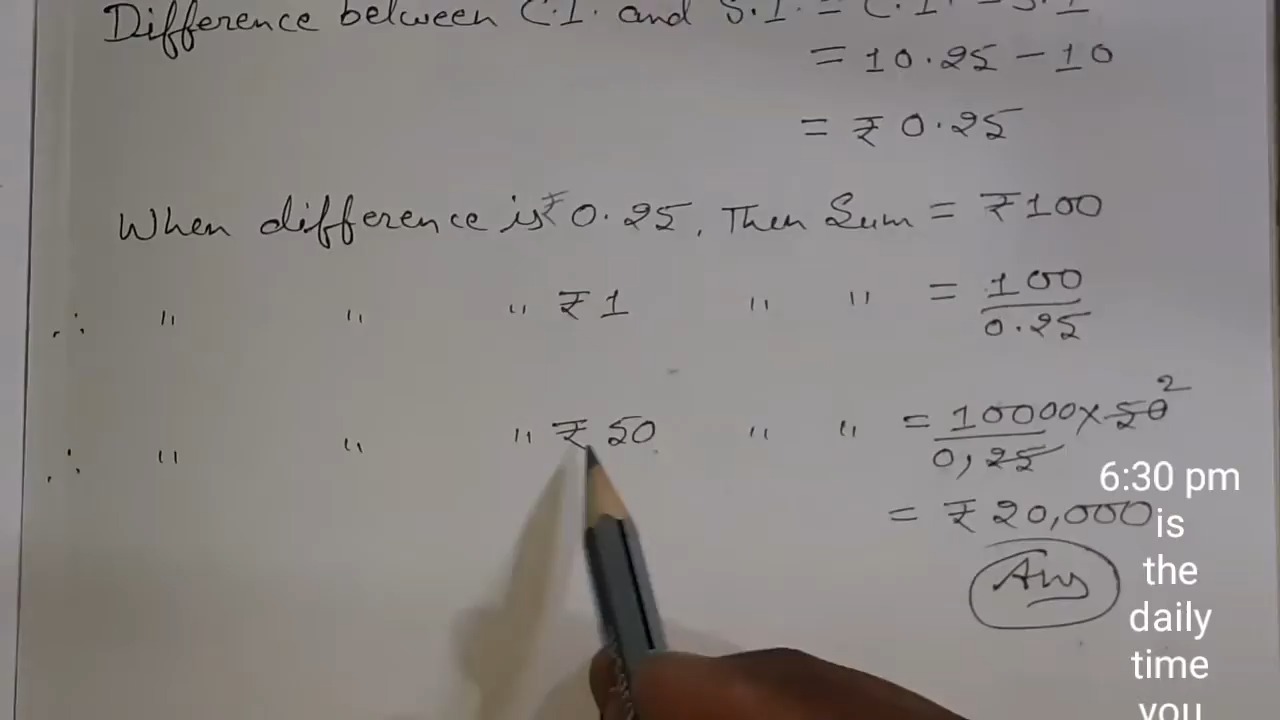 Difference between C.I. and S.I. = C.I. - S.I
= 10.25 - 10
= ₹ 0.25
When difference is ₹ 0.25, Then Sum = ₹100
∴ " " " ₹ 1 " " = 100/0.25
∴ " " " ₹ 50 " " = 10000 × 50 2 / 0,25
= ₹ 20,000
Ans
6:30 pm
is
the
daily
time
you